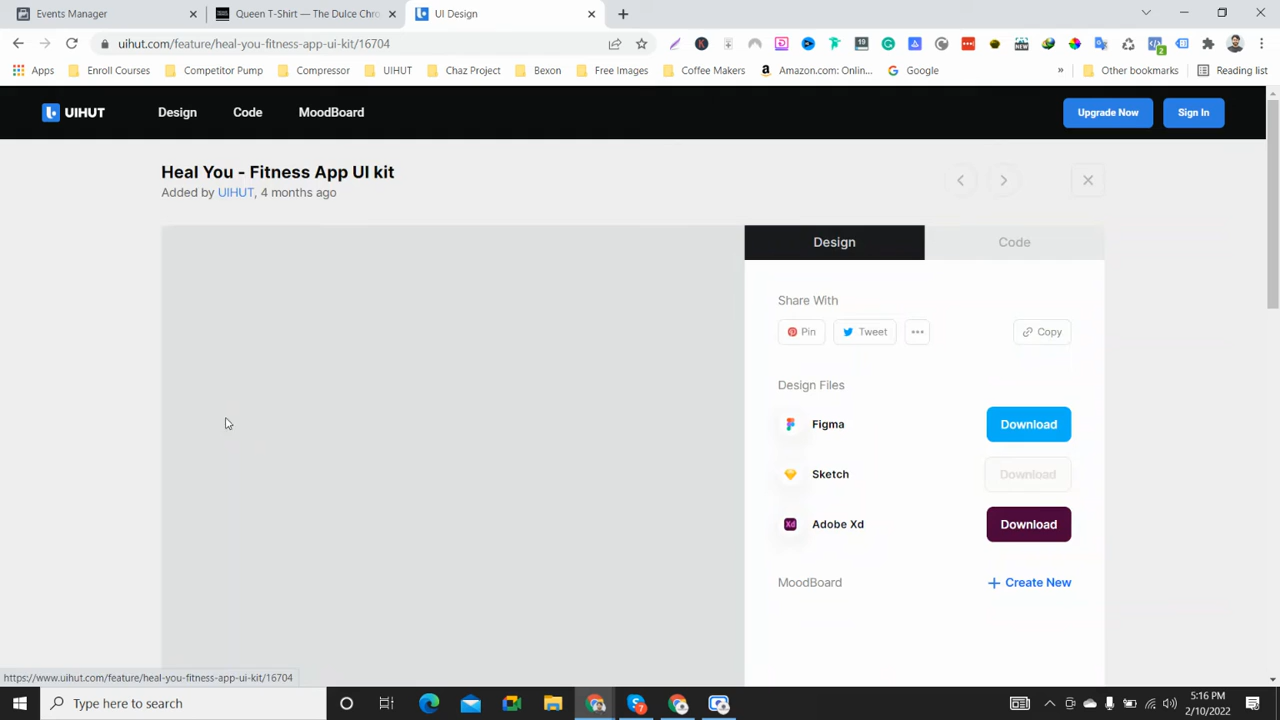 Events Manager
Queen T-Shirt — The Dulce Chro
UI Design
uihut.com/feature/heal-you-fitness-app-ui-kit/16704
Apps
Enroll Courses
Competitor Pump
Compressor
UIHUT
Chaz Project
Bexon
Free Images
Coffee Makers
Amazon.com: Onlin...
Google
»
Other bookmarks
Reading list
UIHUT
Design
Code
MoodBoard
Upgrade Now
Sign In
Heal You - Fitness App UI kit
Added by UIHUT, 4 months ago
Design
Code
Share With
Pin
Tweet
Copy
Design Files
Figma
Download
Sketch
Download
Adobe Xd
Download
MoodBoard
+ Create New
https://www.uihut.com/feature/heal-you-fitness-app-ui-kit/16704
Type here to search
5:16 PM
2/10/2022